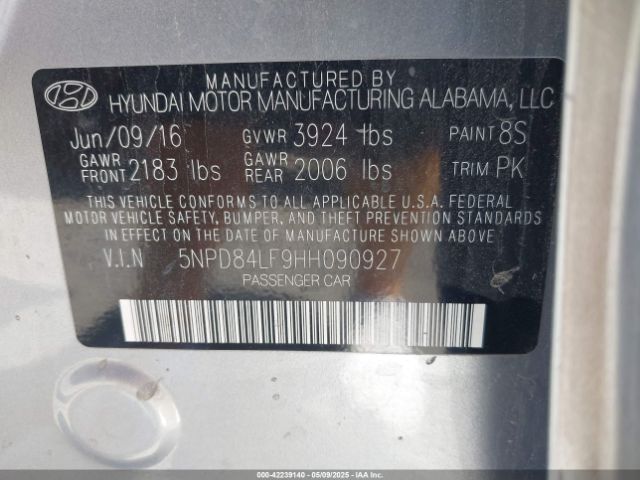 MANUFACTURED BY
HYUNDAI MOTOR MANUFACTURING ALABAMA, LLC
Jun/09/16 GVWR 3924 lbs PAINT 8S
GAWR FRONT 2183 lbs GAWR REAR 2006 lbs TRIM PK
THIS VEHICLE CONFORMS TO ALL APPLICABLE U.S.A. FEDERAL
MOTOR VEHICLE SAFETY, BUMPER, AND THEFT PREVENTION STANDARDS
IN EFFECT ON THE DATE OF MANUFACTURE SHOWN ABOVE
V.I.N 5NPD84LF9HH090927
PASSENGER CAR
000-42239140 05/09/2025 IAAI.COM